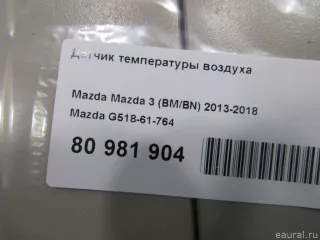 Датчик температуры воздуха
Mazda Mazda 3 (BM/BN) 2013-2018
Mazda G518-61-764
80 981 904
eaural.ru